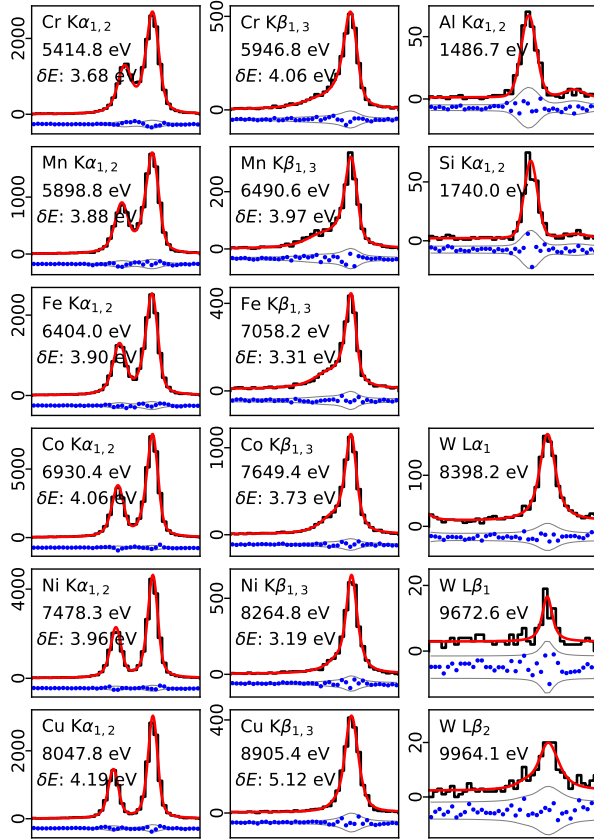 2000
0
Cr Kα1,2
5414.8 eV
δE: 3.68 eV
500
0
Cr Kβ1,3
5946.8 eV
δE: 4.06 eV
50
0
Al Kα1,2
1486.7 eV
1000
0
Mn Kα1,2
5898.8 eV
δE: 3.88 eV
200
0
Mn Kβ1,3
6490.6 eV
δE: 3.97 eV
50
0
Si Kα1,2
1740.0 eV
2000
0
Fe Kα1,2
6404.0 eV
δE: 3.90 eV
400
0
Fe Kβ1,3
7058.2 eV
δE: 3.31 eV
5000
0
Co Kα1,2
6930.4 eV
δE: 4.06 eV
1000
0
Co Kβ1,3
7649.4 eV
δE: 3.73 eV
100
0
W Lα1
8398.2 eV
4000
0
Ni Kα1,2
7478.3 eV
δE: 3.96 eV
500
0
Ni Kβ1,3
8264.8 eV
δE: 3.19 eV
20
0
W Lβ1
9672.6 eV
2000
0
Cu Kα1,2
8047.8 eV
δE: 4.19 eV
400
0
Cu Kβ1,3
8905.4 eV
δE: 5.12 eV
20
0
W Lβ2
9964.1 eV